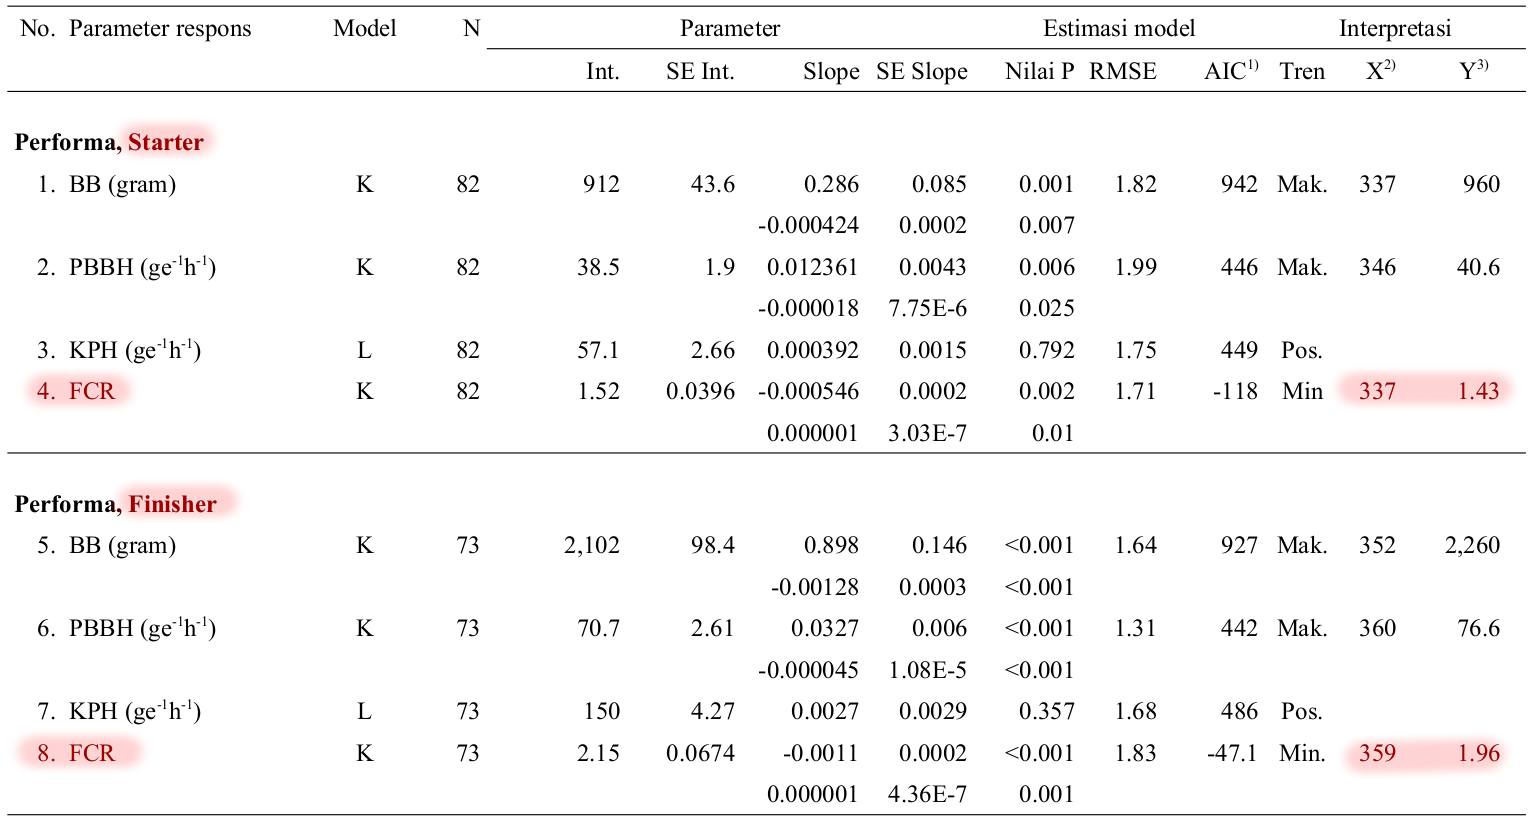 No. Parameter respons Model N Parameter Estimasi model Interpretasi
Int. SE Int. Slope SE Slope Nilai P RMSE AIC1) Tren X2) Y3)
Performa, Starter
1. BB (gram) K 82 912 43.6 0.286 0.085 0.001 1.82 942 Mak. 337 960
-0.000424 0.0002 0.007
2. PBBH (ge-1h-1) K 82 38.5 1.9 0.012361 0.0043 0.006 1.99 446 Mak. 346 40.6
-0.000018 7.75E-6 0.025
3. KPH (ge-1h-1) L 82 57.1 2.66 0.000392 0.0015 0.792 1.75 449 Pos.
4. FCR K 82 1.52 0.0396 -0.000546 0.0002 0.002 1.71 -118 Min 337 1.43
0.000001 3.03E-7 0.01
Performa, Finisher
5. BB (gram) K 73 2,102 98.4 0.898 0.146 <0.001 1.64 927 Mak. 352 2,260
-0.00128 0.0003 <0.001
6. PBBH (ge-1h-1) K 73 70.7 2.61 0.0327 0.006 <0.001 1.31 442 Mak. 360 76.6
-0.000045 1.08E-5 <0.001
7. KPH (ge-1h-1) L 73 150 4.27 0.0027 0.0029 0.357 1.68 486 Pos.
8. FCR K 73 2.15 0.0674 -0.0011 0.0002 <0.001 1.83 -47.1 Min. 359 1.96
0.000001 4.36E-7 0.001